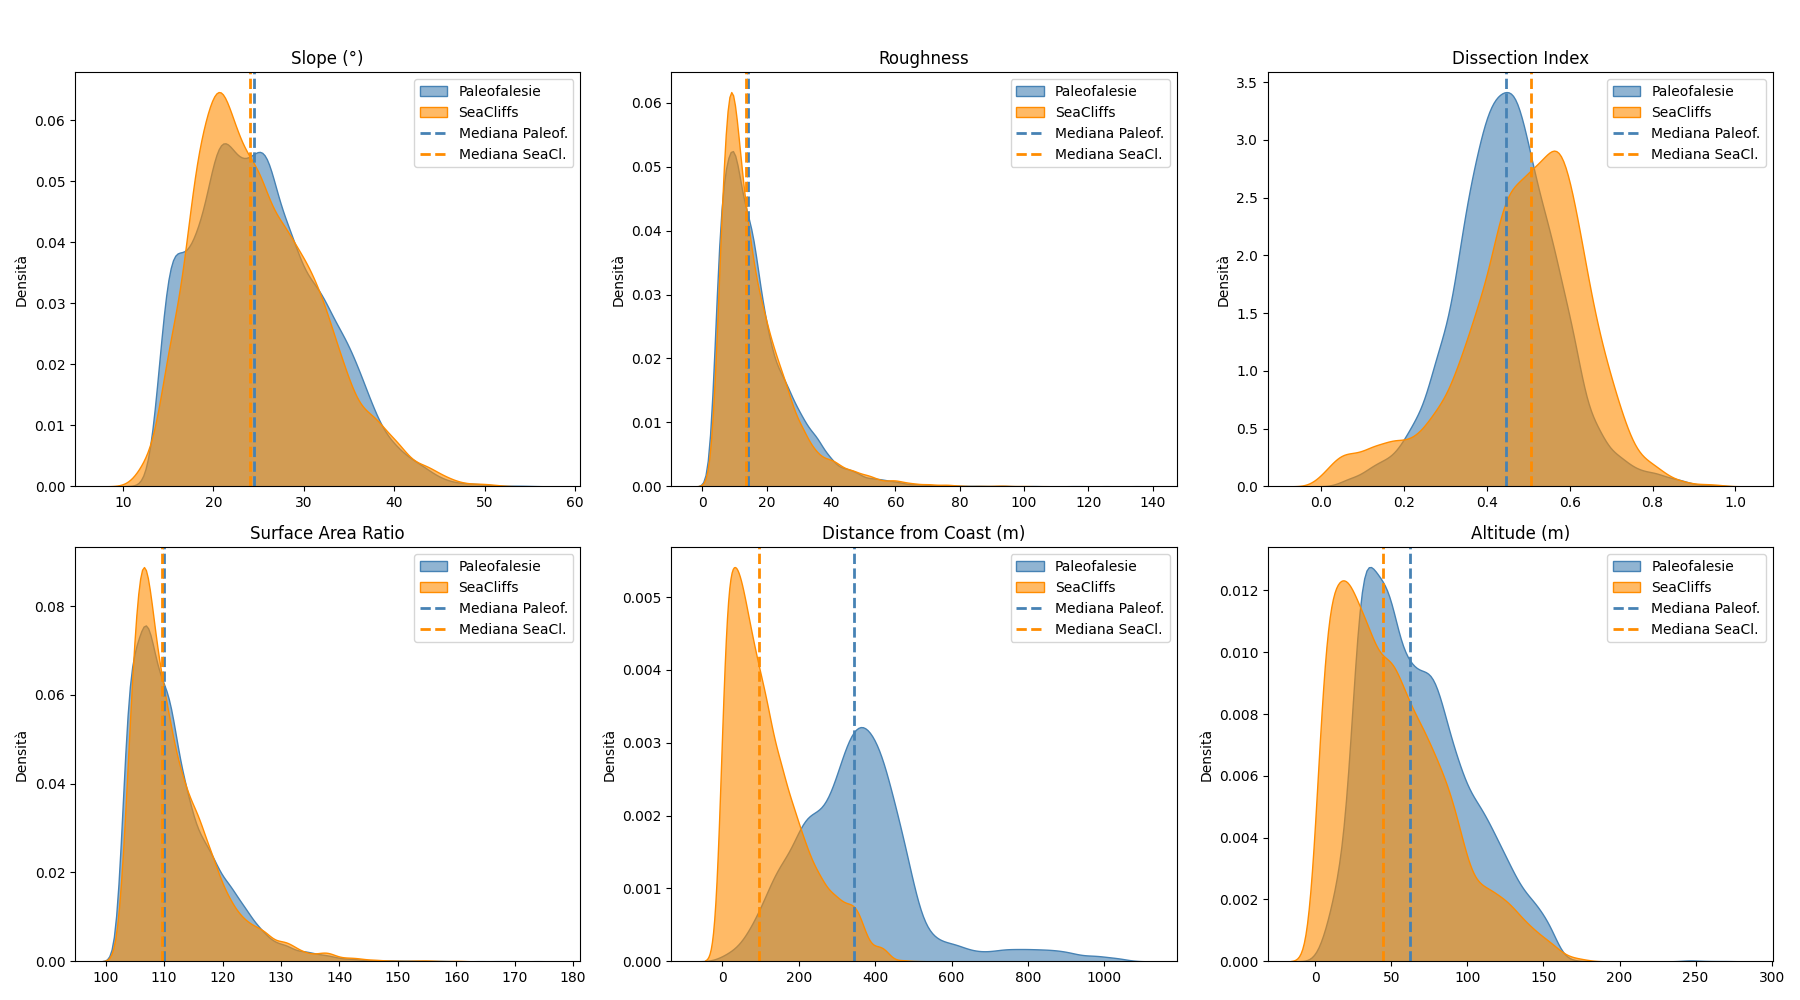 Slope (°)
Densità
0.00
0.01
0.02
0.03
0.04
0.05
0.06
10
20
30
40
50
60
Paleofalesie
SeaCliffs
Mediana Paleof.
Mediana SeaCl.
Roughness
Densità
0.00
0.01
0.02
0.03
0.04
0.05
0.06
0
20
40
60
80
100
120
140
Paleofalesie
SeaCliffs
Mediana Paleof.
Mediana SeaCl.
Dissection Index
Densità
0.0
0.5
1.0
1.5
2.0
2.5
3.0
3.5
0.0
0.2
0.4
0.6
0.8
1.0
Paleofalesie
SeaCliffs
Mediana Paleof.
Mediana SeaCl.
Surface Area Ratio
Densità
0.00
0.02
0.04
0.06
0.08
100
110
120
130
140
150
160
170
180
Paleofalesie
SeaCliffs
Mediana Paleof.
Mediana SeaCl.
Distance from Coast (m)
Densità
0.000
0.001
0.002
0.003
0.004
0.005
0
200
400
600
800
1000
Paleofalesie
SeaCliffs
Mediana Paleof.
Mediana SeaCl.
Altitude (m)
Densità
0.000
0.002
0.004
0.006
0.008
0.010
0.012
0
50
100
150
200
250
300
Paleofalesie
SeaCliffs
Mediana Paleof.
Mediana SeaCl.